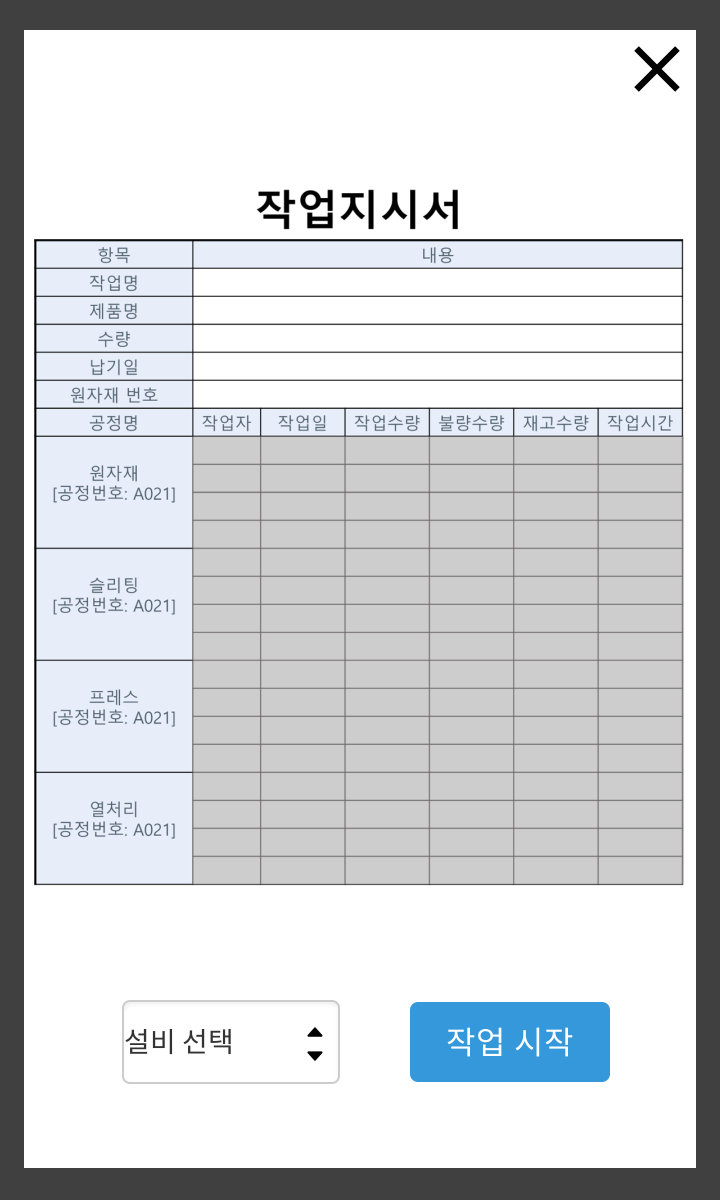 작업지시서
항목 내용
작업명
제품명
수량
납기일
원자재 번호
공정명 작업자 작업일 작업수량 불량수량 재고수량 작업시간
원자재
[공정번호: A021]
슬리팅
[공정번호: A021]
프레스
[공정번호: A021]
열처리
[공정번호: A021]
설비 선택 작업 시작